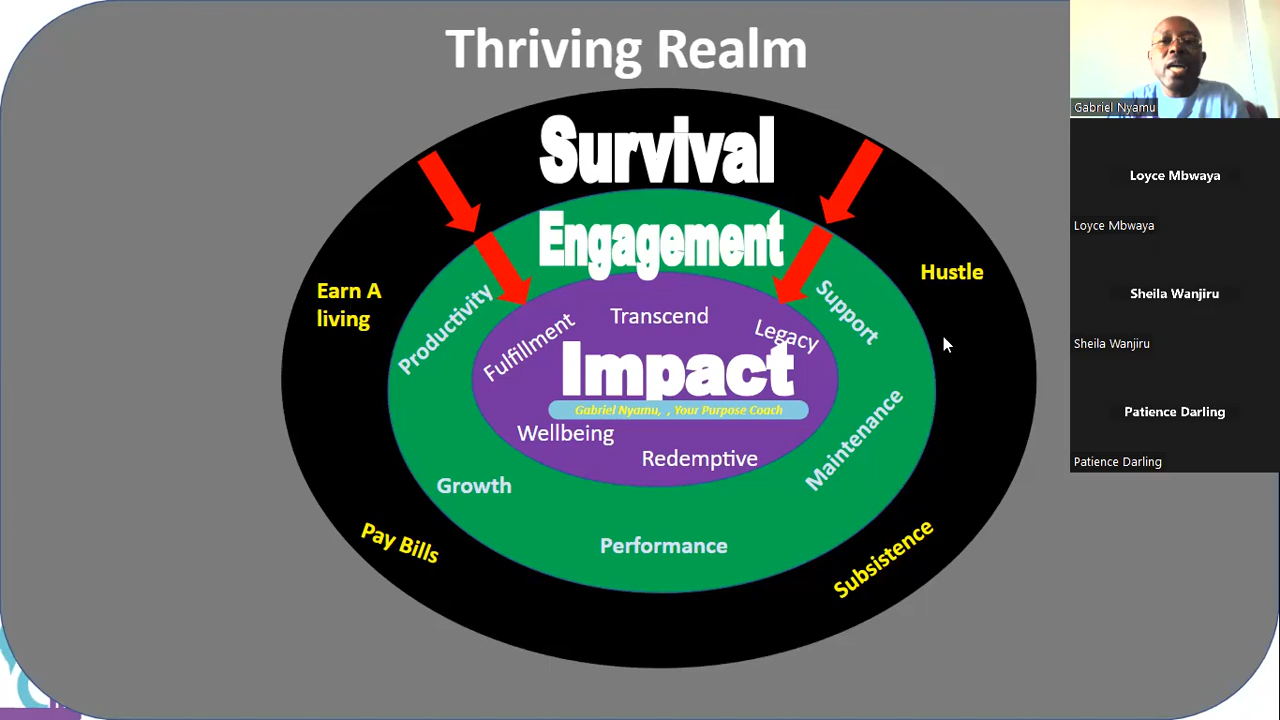 Thriving Realm
Survival
Engagement
Earn A
living
Hustle
Productivity
Support
Fulfillment
Transcend
Legacy
Impact
Gabriel Nyamu, , Your Purpose Coach
Wellbeing
Redemptive
Maintenance
Growth
Performance
Pay Bills
Subsistence
Gabriel Nyamu
Loyce Mbwaya
Loyce Mbwaya
Sheila Wanjiru
Sheila Wanjiru
Patience Darling
Patience Darling